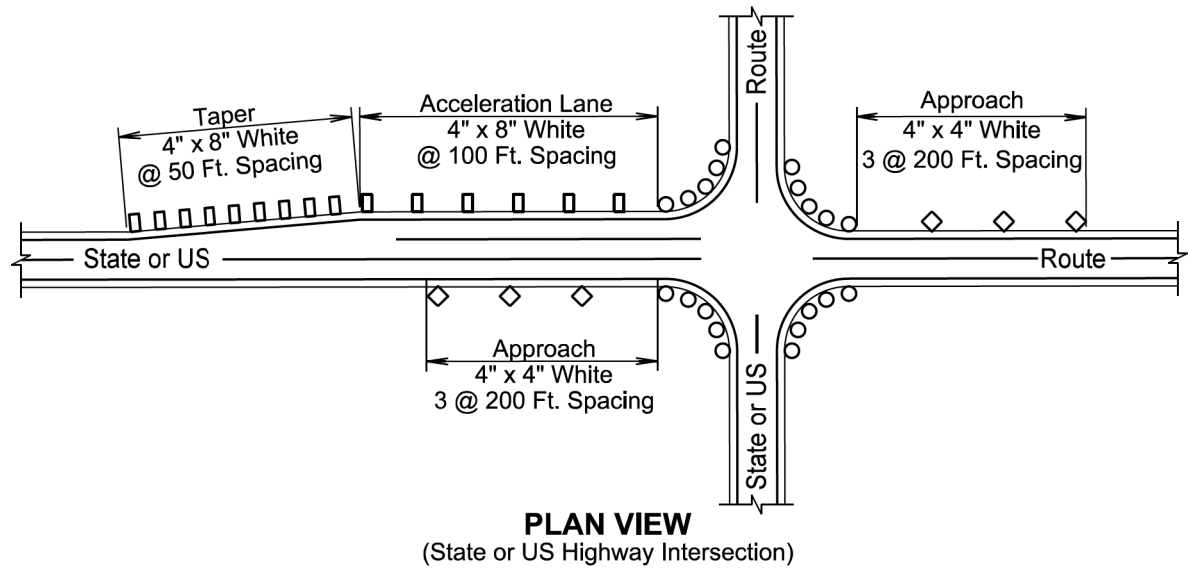 Route
Taper
4" x 8" White
@ 50 Ft. Spacing
Acceleration Lane
4" x 8" White
@ 100 Ft. Spacing
Approach
4" x 4" White
3 @ 200 Ft. Spacing
State or US
Route
Approach
4" x 4" White
3 @ 200 Ft. Spacing
State or US
PLAN VIEW
(State or US Highway Intersection)